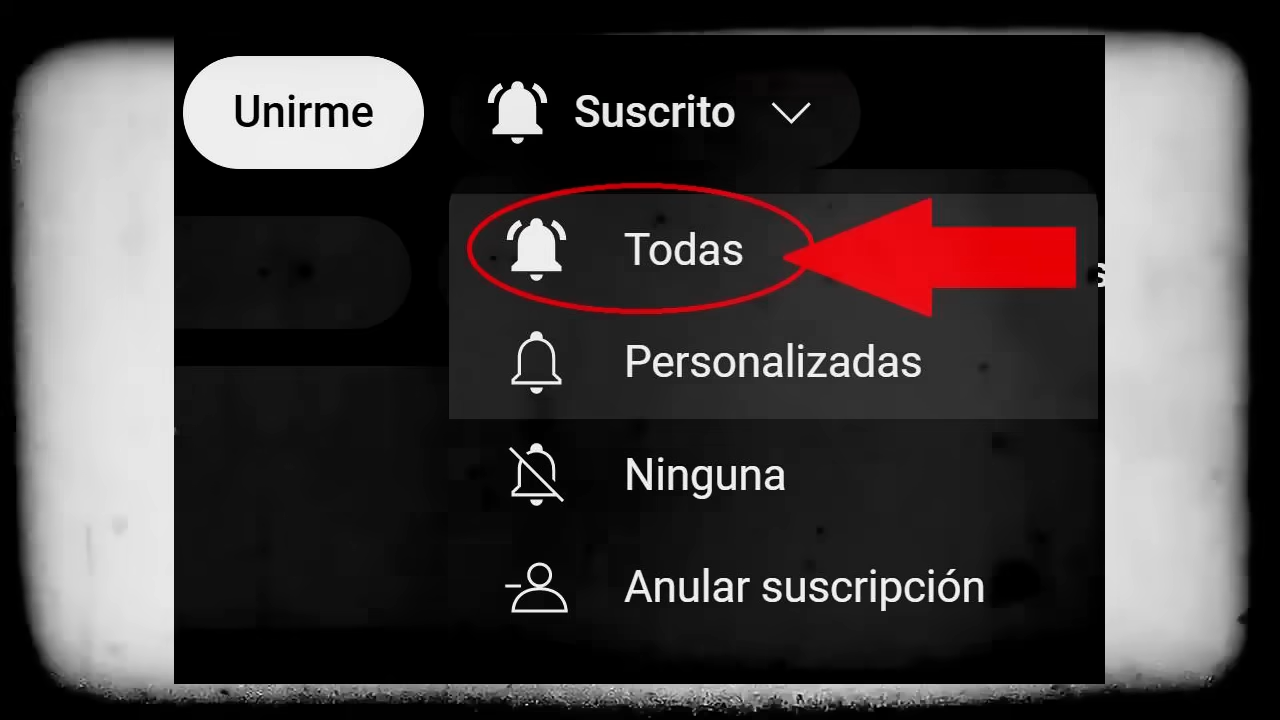 Unirme
Suscrito
Todas
Personalizadas
Ninguna
Anular suscripción